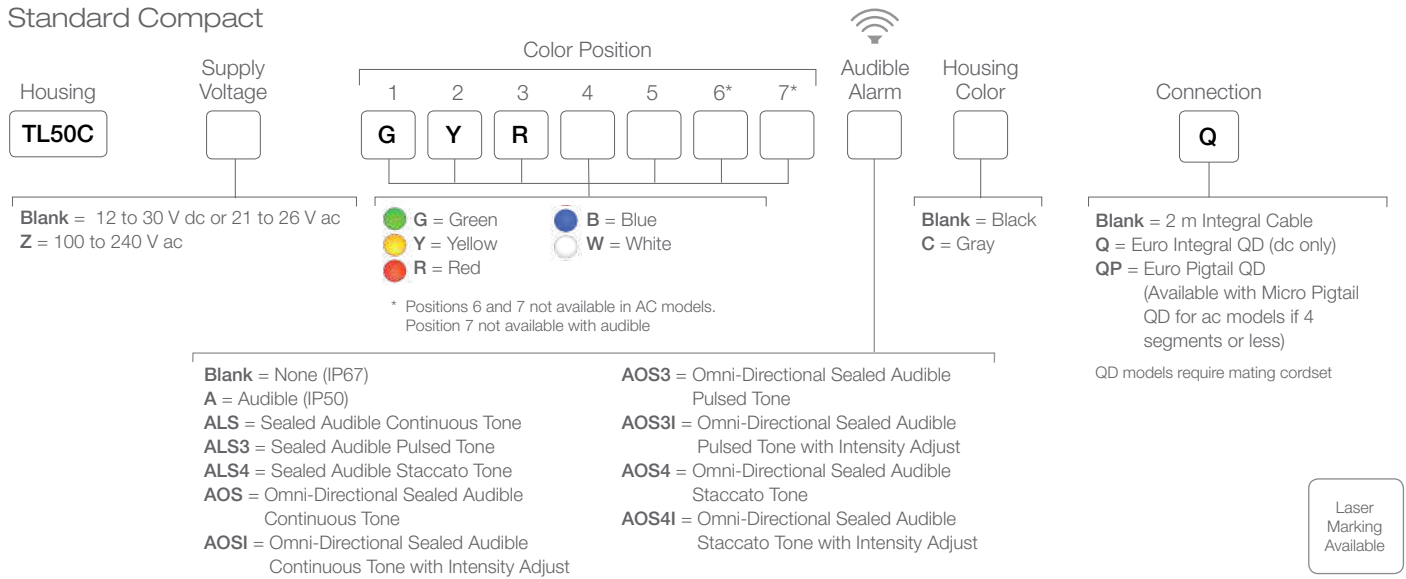 Standard Compact
Color Position
Housing
Supply
Voltage
1 2 3 4 5 6* 7*
Audible
Alarm
Housing
Color
Connection
TL50C
G Y R
Q
Blank = 12 to 30 V dc or 21 to 26 V ac
Z = 100 to 240 V ac
G = Green
Y = Yellow
R = Red
B = Blue
W = White
* Positions 6 and 7 not available in AC models.
Position 7 not available with audible
Blank = Black
C = Gray
Blank = 2 m Integral Cable
Q = Euro Integral QD (dc only)
QP = Euro Pigtail QD
(Available with Micro Pigtail
QD for ac models if 4
segments or less)
QD models require mating cordset
Blank = None (IP67)
A = Audible (IP50)
ALS = Sealed Audible Continuous Tone
ALS3 = Sealed Audible Pulsed Tone
ALS4 = Sealed Audible Staccato Tone
AOS = Omni-Directional Sealed Audible
Continuous Tone
AOSI = Omni-Directional Sealed Audible
Continuous Tone with Intensity Adjust
AOS3 = Omni-Directional Sealed Audible
Pulsed Tone
AOS3I = Omni-Directional Sealed Audible
Pulsed Tone with Intensity Adjust
AOS4 = Omni-Directional Sealed Audible
Staccato Tone
AOS4I = Omni-Directional Sealed Audible
Staccato Tone with Intensity Adjust
Laser
Marking
Available